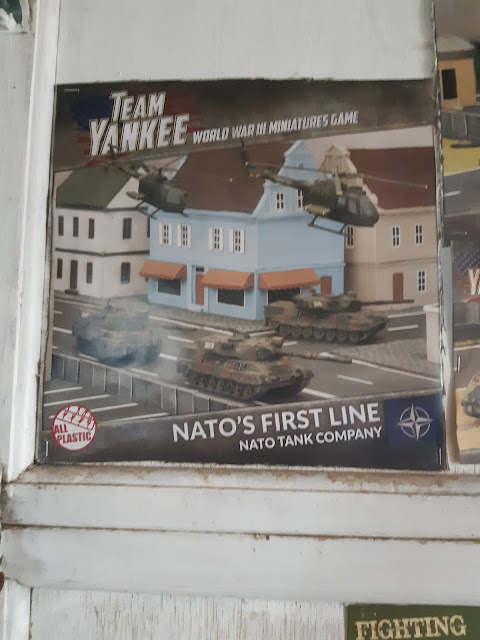 TEAM
YANKEE WORLD WAR III MINIATURES GAME
ALL
PLASTIC
NATO'S FIRST LINE
NATO TANK COMPANY
FIGHTING